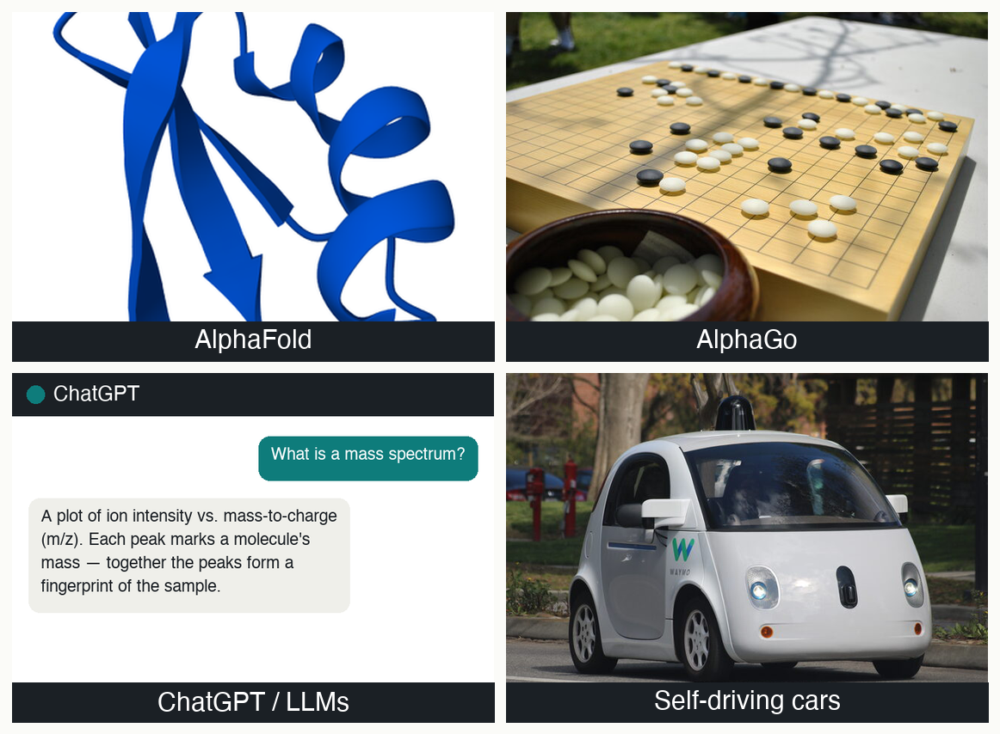 AlphaFold
AlphaGo
ChatGPT
What is a mass spectrum?
A plot of ion intensity vs. mass-to-charge
(m/z). Each peak marks a molecule's
mass — together the peaks form a
fingerprint of the sample.
ChatGPT / LLMs
WAYMO
Self-driving cars